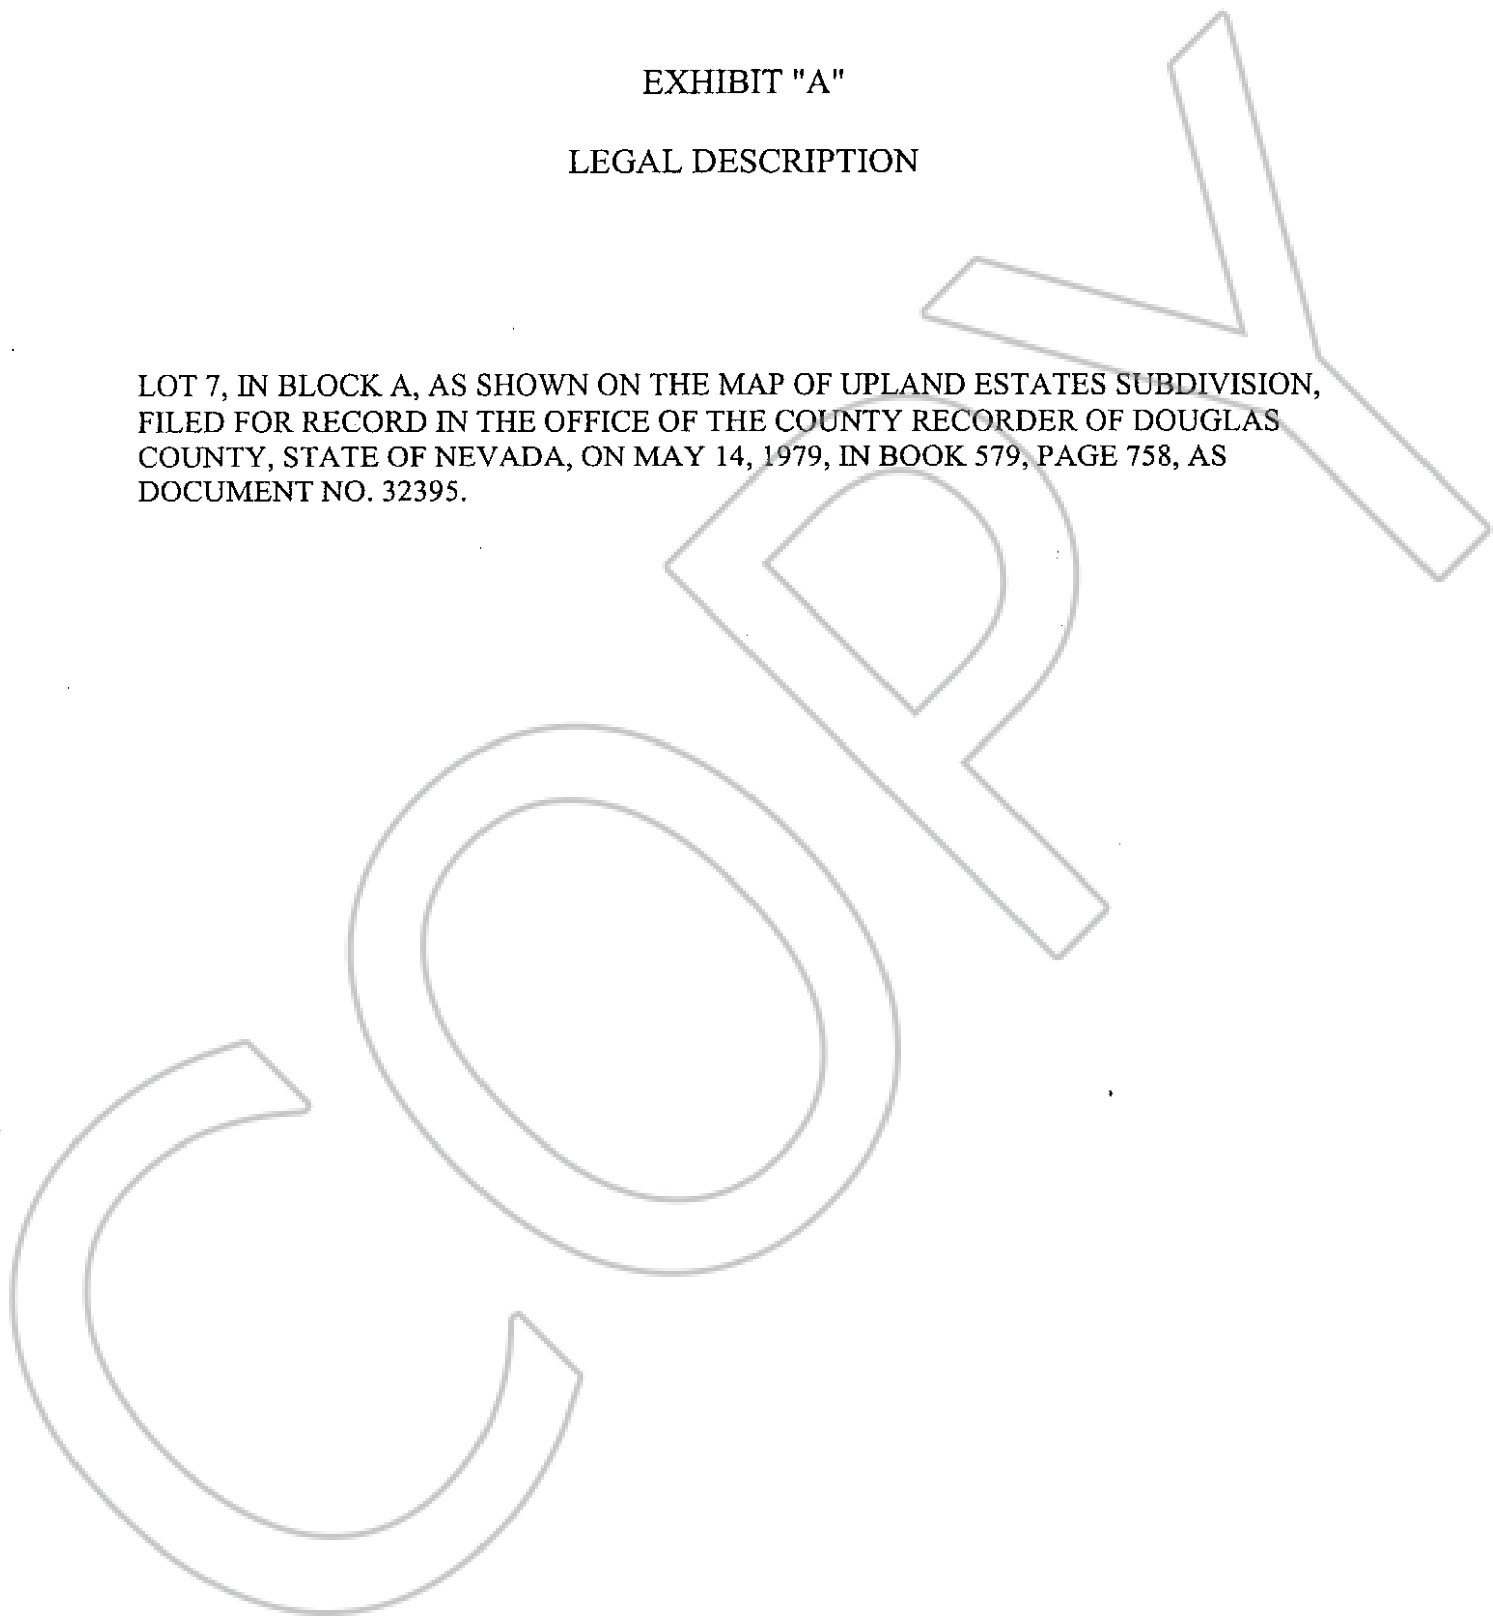 EXHIBIT "A"
LEGAL DESCRIPTION
LOT 7, IN BLOCK A, AS SHOWN ON THE MAP OF UPLAND ESTATES SUBDIVISION,
FILED FOR RECORD IN THE OFFICE OF THE COUNTY RECORDER OF DOUGLAS
COUNTY, STATE OF NEVADA, ON MAY 14, 1979, IN BOOK 579, PAGE 758, AS
DOCUMENT NO. 32395.
COPY